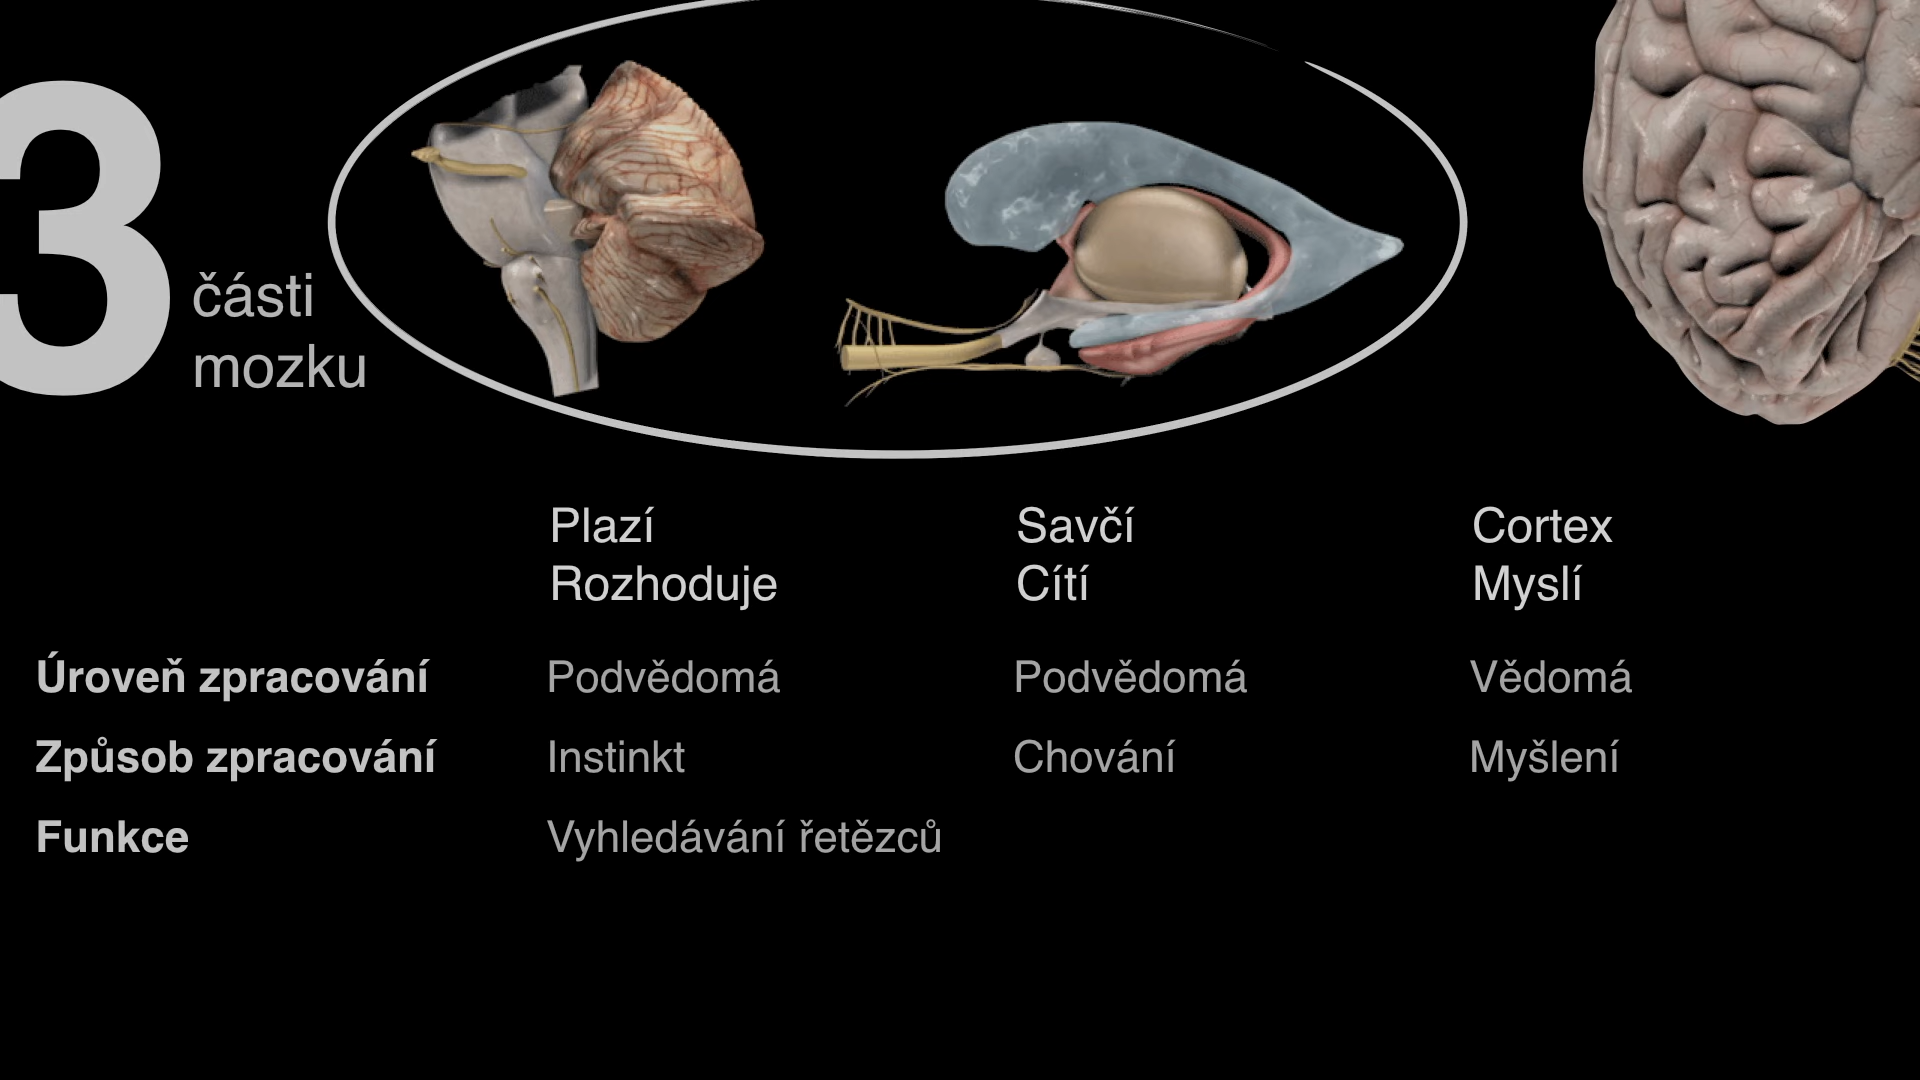 3
části
mozku
Plazí Savčí Cortex
Rozhoduje Cítí Myslí
Úroveň zpracování Podvědomá Podvědomá Vědomá
Způsob zpracování Instinkt Chování Myšlení
Funkce Vyhledávání řetězců